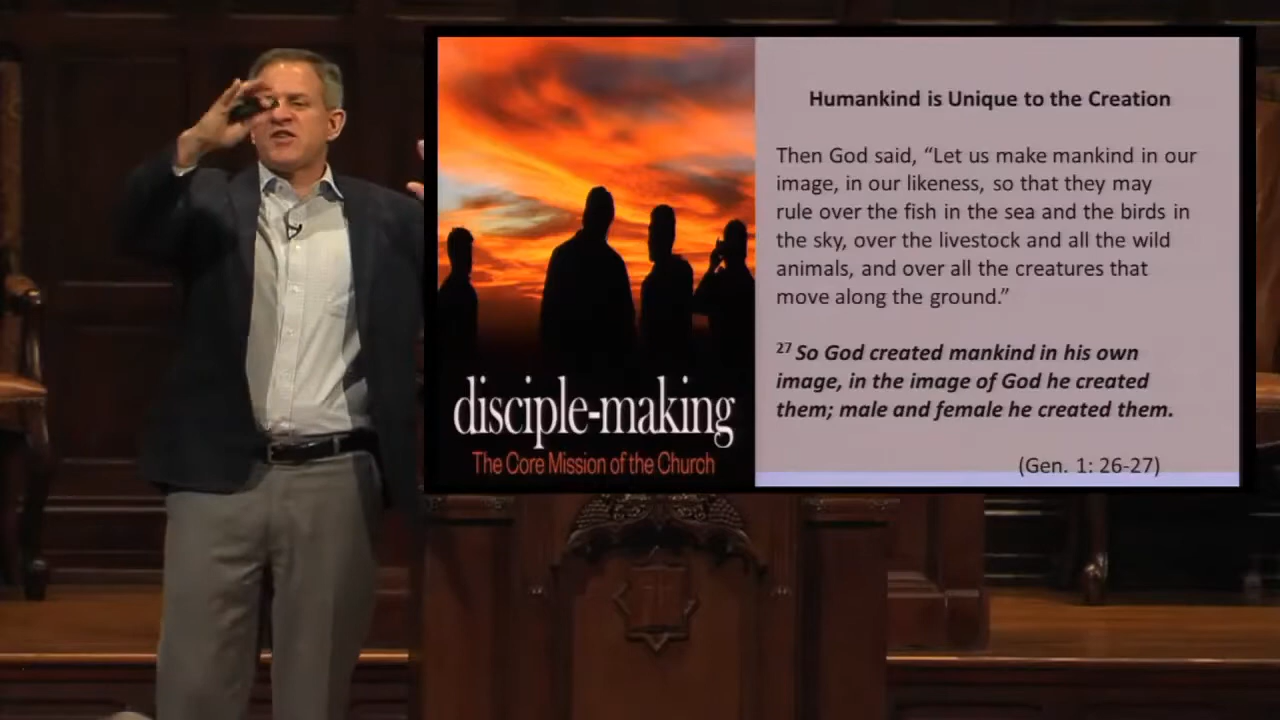 disciple-making
The Core Mission of the Church
Humankind is Unique to the Creation
Then God said, “Let us make mankind in our
image, in our likeness, so that they may
rule over the fish in the sea and the birds in
the sky, over the livestock and all the wild
animals, and over all the creatures that
move along the ground.”
27 So God created mankind in his own
image, in the image of God he created
them; male and female he created them.
(Gen. 1: 26-27)